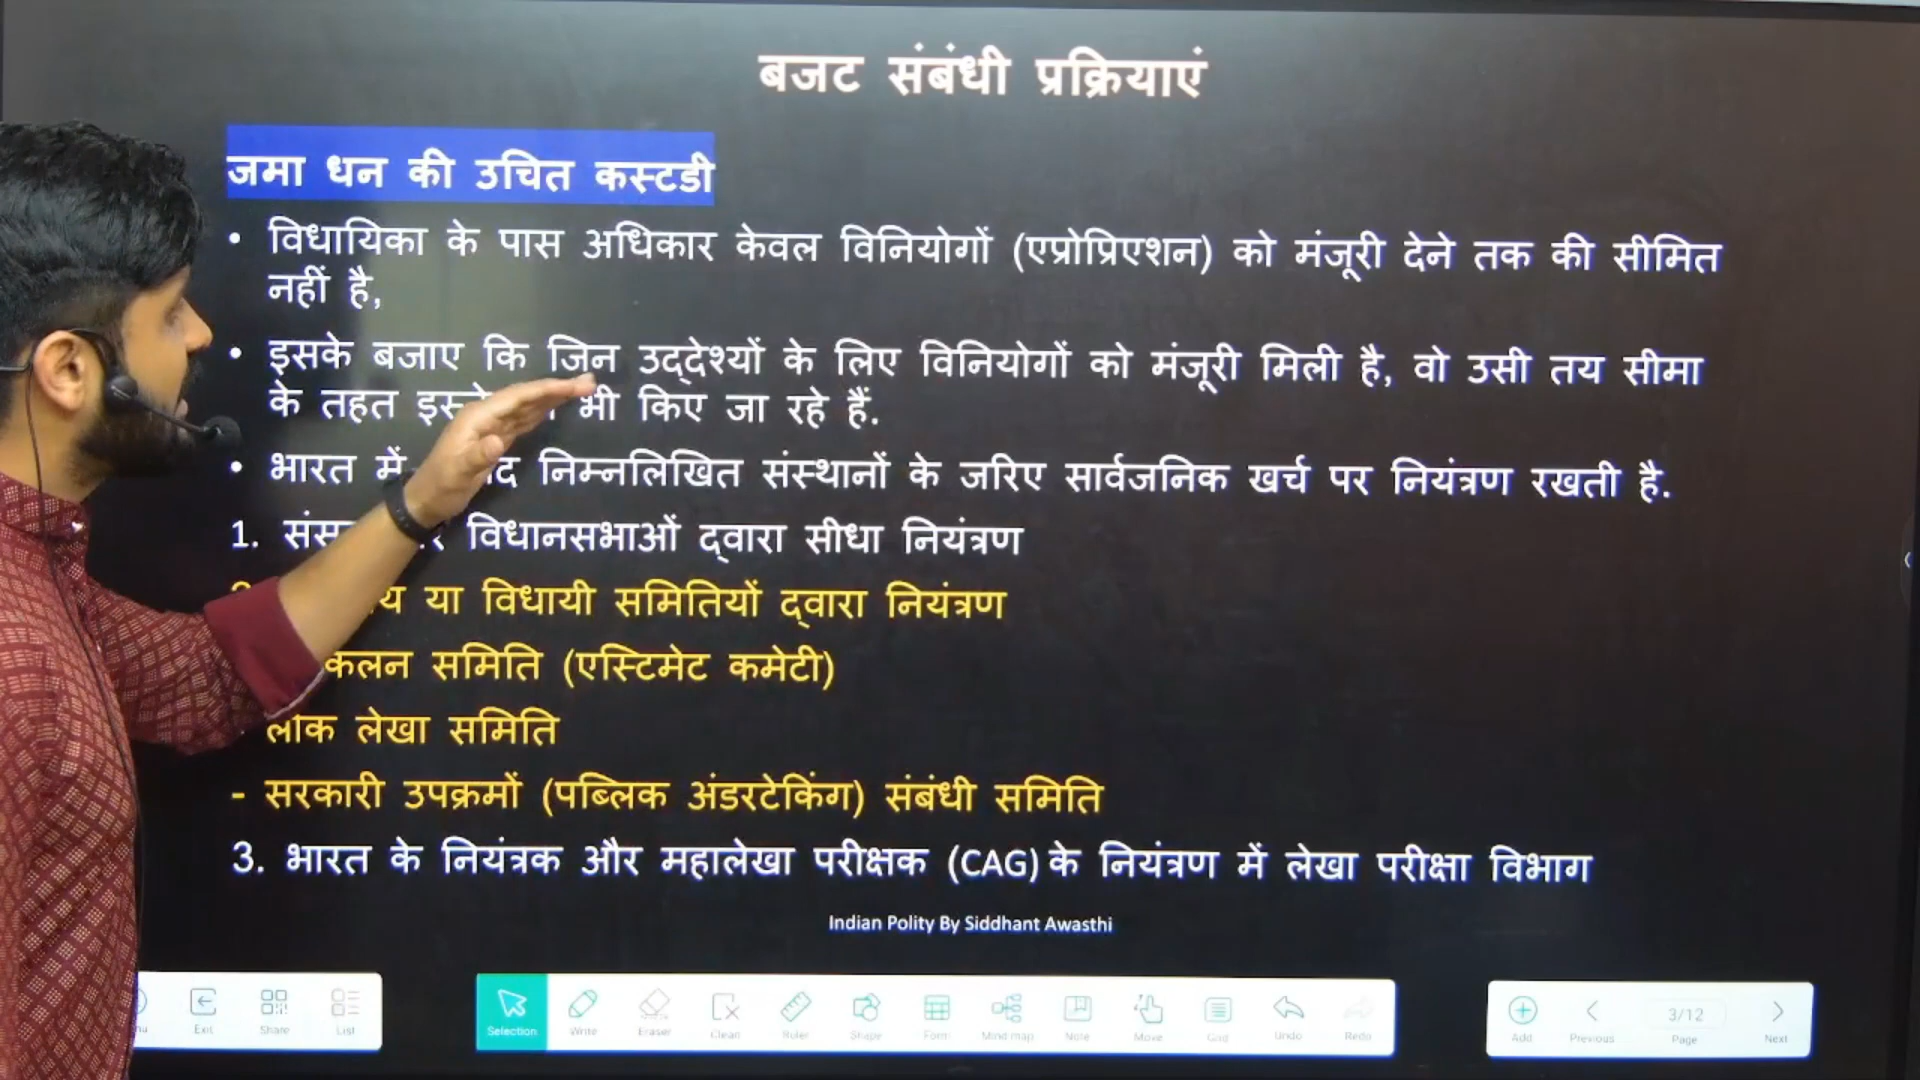 बजट संबंधी प्रक्रियाएं
जमा धन की उचित कस्टडी
• विधायिका के पास अधिकार केवल विनियोगों (एप्रोप्रिएशन) को मंजूरी देने तक की सीमित
नहीं है,
• इसके बजाए कि जिन उद्देश्यों के लिए विनियोगों को मंजूरी मिली है, वो उसी तय सीमा
के तहत भी किए जा रहे हैं.
• भारत में निम्नलिखित संस्थानों के जरिए सार्वजनिक खर्च पर नियंत्रण रखती है.
1. विधानसभाओं द्वारा सीधा नियंत्रण
या विधायी समितियों द्वारा नियंत्रण
समिति (एस्टिमेट कमेटी)
लोक लेखा समिति
- सरकारी उपक्रमों (पब्लिक अंडरटेकिंग) संबंधी समिति
3. भारत के नियंत्रक और महालेखा परीक्षक (CAG) के नियंत्रण में लेखा परीक्षा विभाग
Indian Polity By Siddhant Awasthi
Exit Share List Selection Write Eraser Clean Ruler Shape Form Mind map Note Move Grid Undo Redo Add Previous 3/12 Page Next